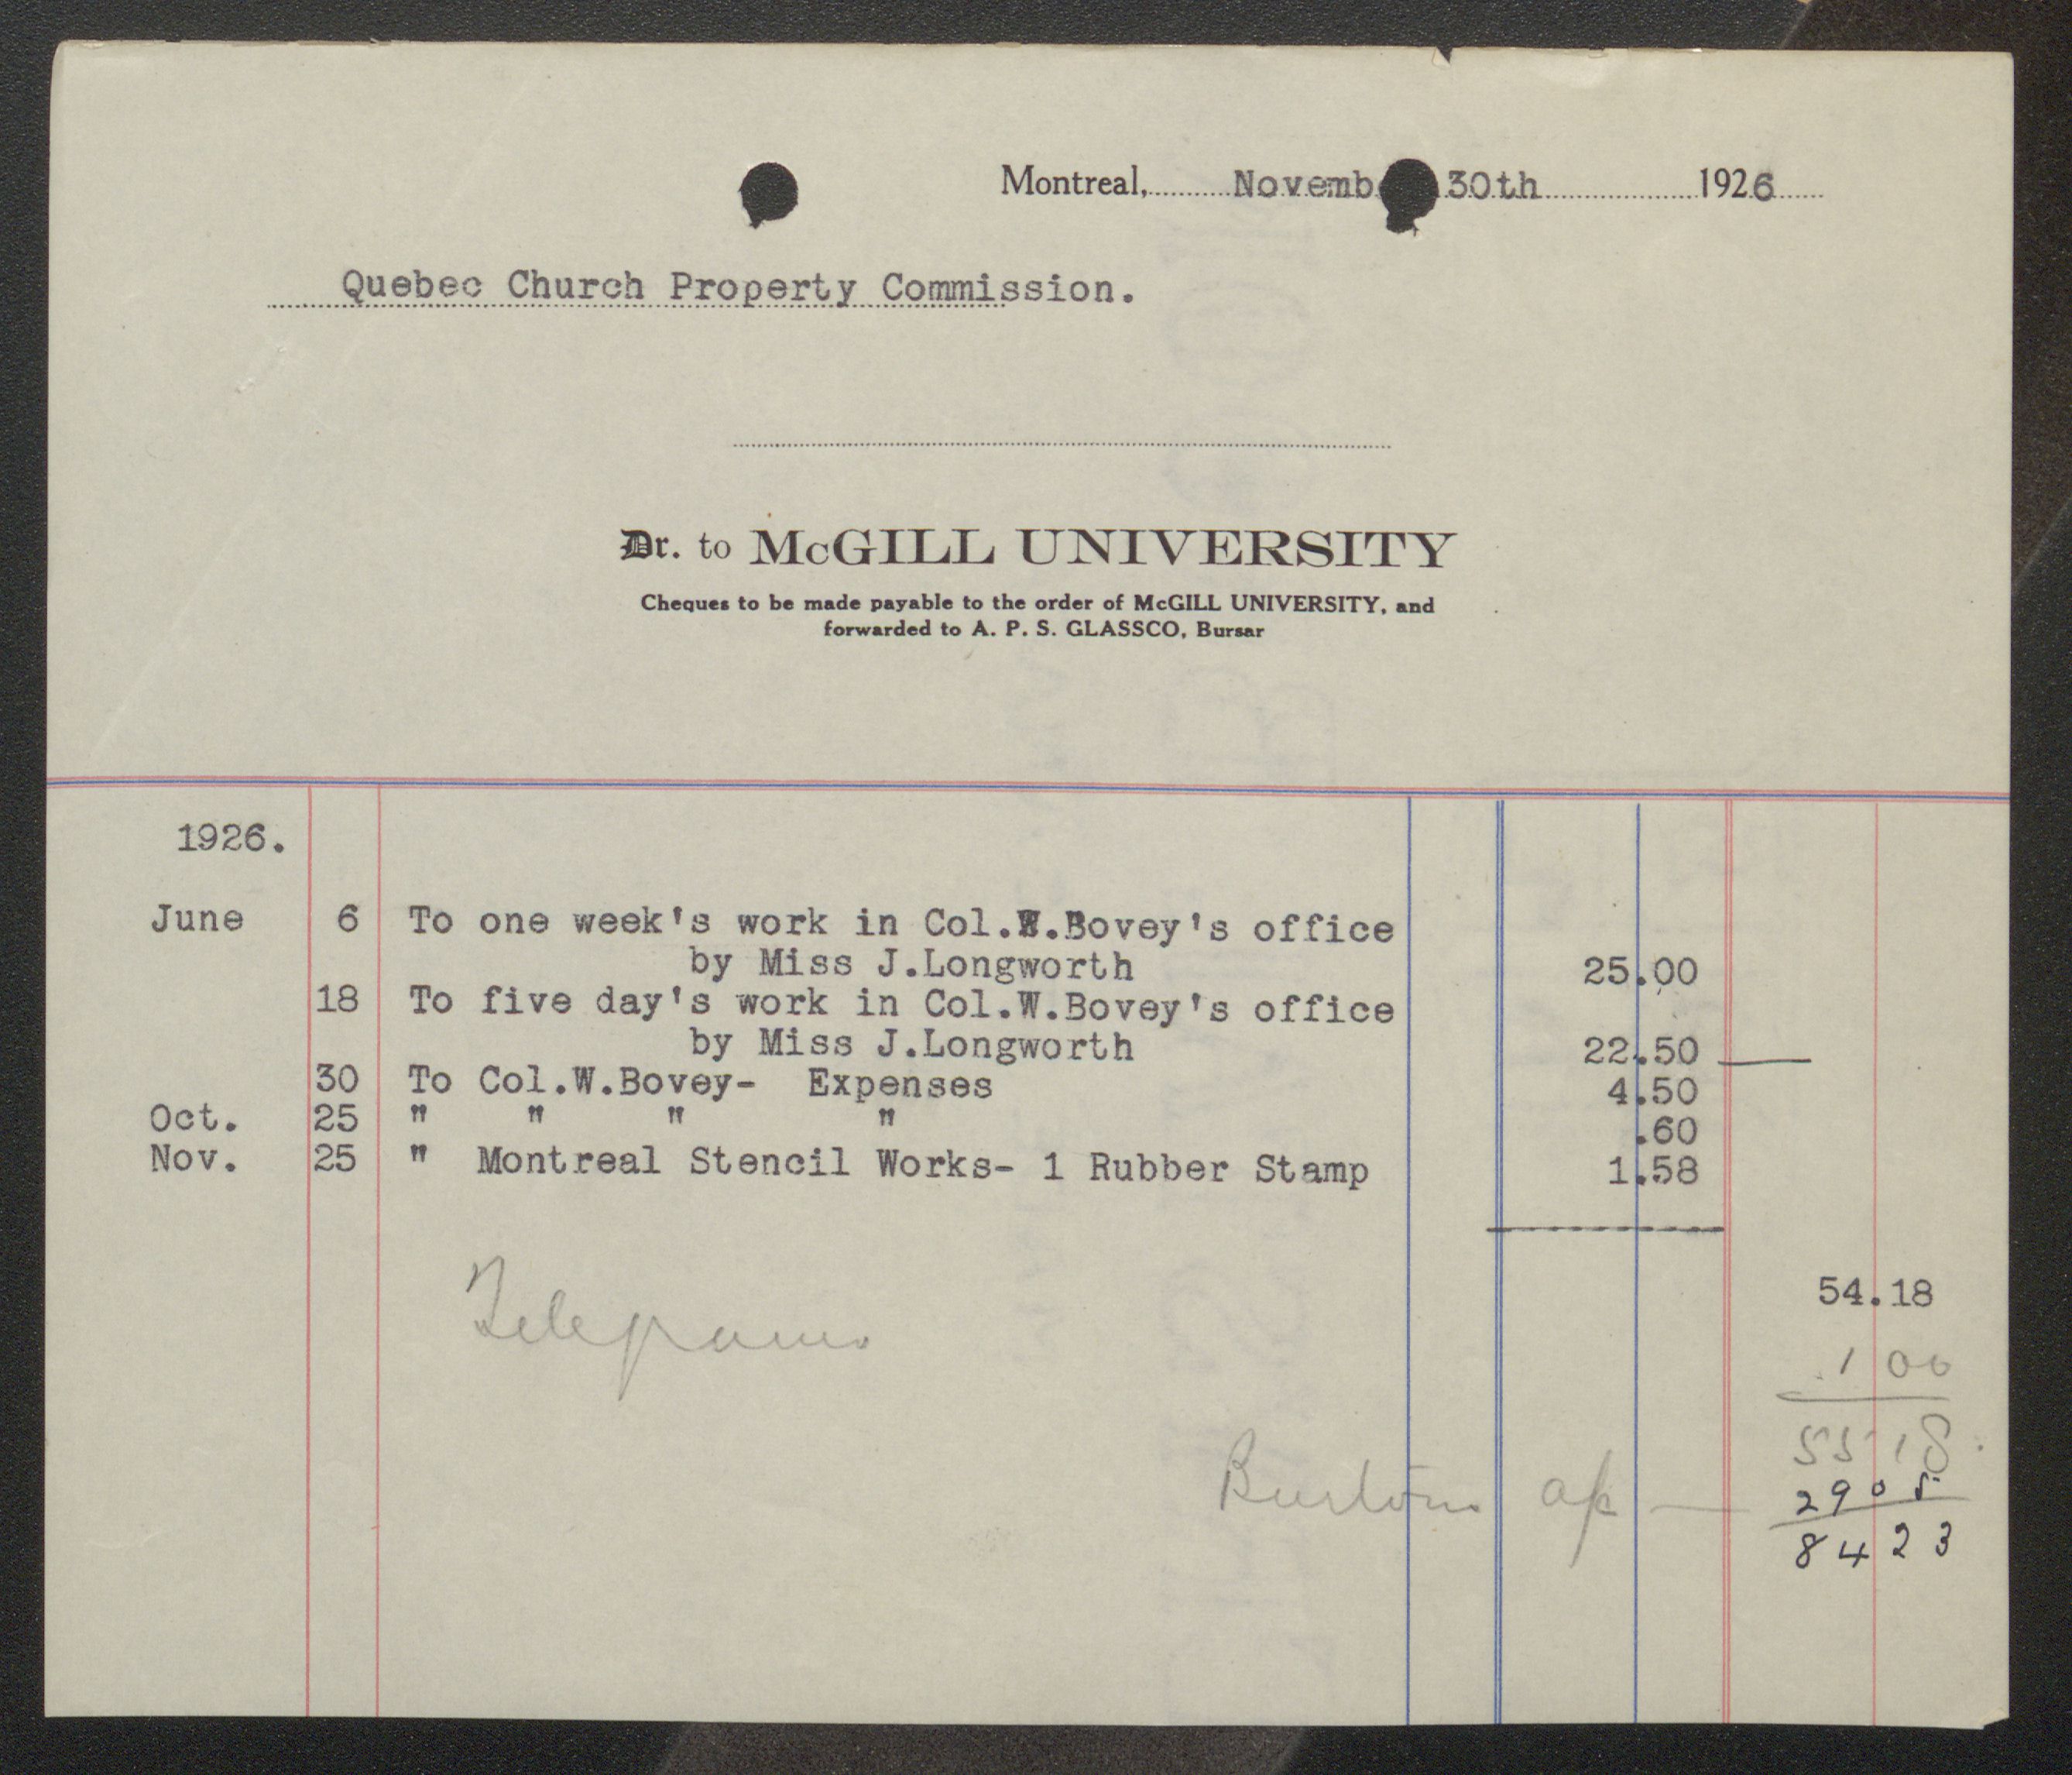 Montreal, Novemb 30th 1926
Quebec Church Property Commission.
Dr. to McGILL UNIVERSITY
Cheques to be made payable to the order of McGILL UNIVERSITY, and
forwarded to A. P. S. GLASSCO, Bursar
1926.
June 6 To one week's work in Col.W.Bovey's office
by Miss J.Longworth 25.00
18 To five day's work in Col.W.Bovey's office
by Miss J.Longworth 22.50
30 To Col.W.Bovey- Expenses 4.50
Oct. 25 " " " " .60
Nov. 25 " Montreal Stencil Works- 1 Rubber Stamp 1.58
54.18
Telegrams 1 00
55 18
29 05
84 23